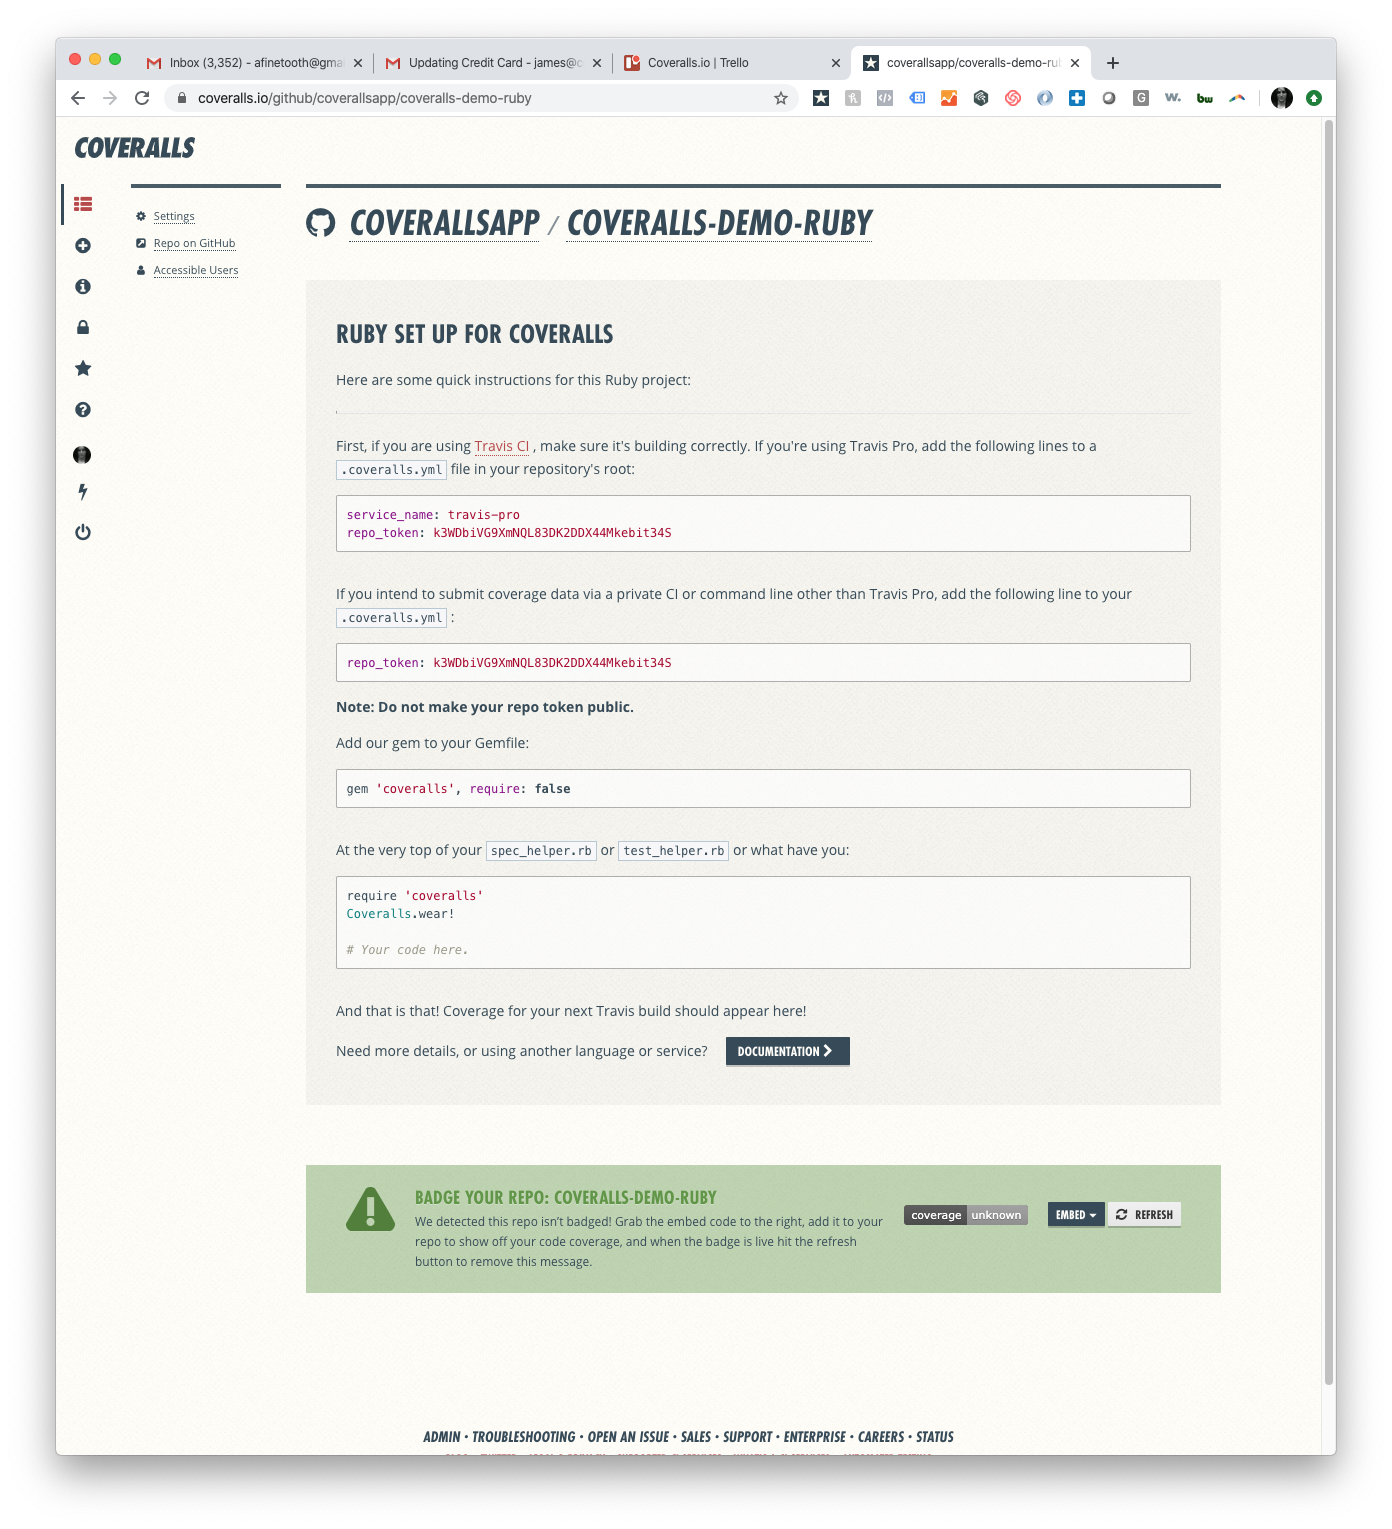 Inbox (3,352) - afinetooth@gma
Updating Credit Card - james@c
Coveralls.io | Trello
coverallsapp/coveralls-demo-rub
coveralls.io/github/coverallsapp/coveralls-demo-ruby
COVERALLS
Settings
Repo on GitHub
Accessible Users
COVERALLSAPP / COVERALLS-DEMO-RUBY
RUBY SET UP FOR COVERALLS
Here are some quick instructions for this Ruby project:
First, if you are using Travis CI , make sure it's building correctly. If you're using Travis Pro, add the following lines to a
.coveralls.yml file in your repository's root:
service_name: travis-pro
repo_token: k3WDbiVG9XmNQL83DK2DDX44Mkebit34S
If you intend to submit coverage data via a private CI or command line other than Travis Pro, add the following line to your
.coveralls.yml :
repo_token: k3WDbiVG9XmNQL83DK2DDX44Mkebit34S
Note: Do not make your repo token public.
Add our gem to your Gemfile:
gem 'coveralls', require: false
At the very top of your spec_helper.rb or test_helper.rb or what have you:
require 'coveralls'
Coveralls.wear!
# Your code here.
And that is that! Coverage for your next Travis build should appear here!
Need more details, or using another language or service? DOCUMENTATION
BADGE YOUR REPO: COVERALLS-DEMO-RUBY
We detected this repo isn't badged! Grab the embed code to the right, add it to your
repo to show off your code coverage, and when the badge is live hit the refresh
button to remove this message.
coverage unknown
EMBED
REFRESH
ADMIN • TROUBLESHOOTING • OPEN AN ISSUE • SALES • SUPPORT • ENTERPRISE • CAREERS • STATUS